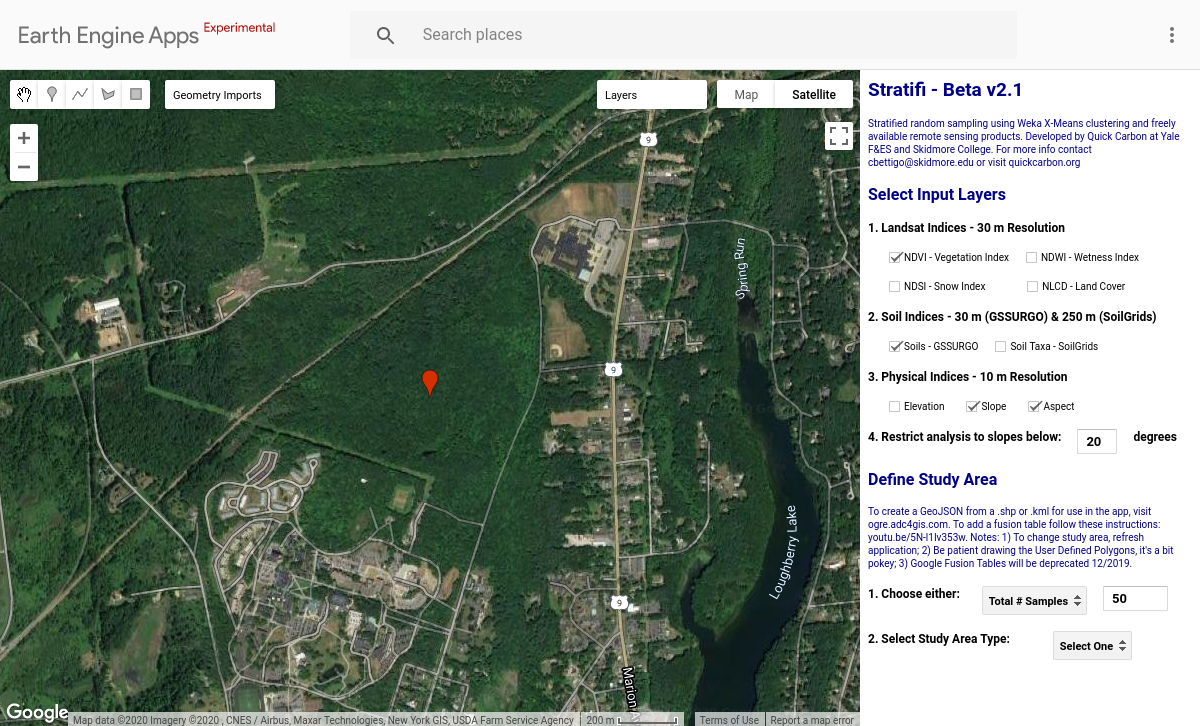 Earth Engine Apps Experimental
Search places
Geometry Imports
Layers
Map
Satellite
9
Spring Run
9
Loughberry Lake
9
Marion A
Google
Map data ©2020 Imagery ©2020 , CNES / Airbus, Maxar Technologies, New York GIS, USDA Farm Service Agency
200 m
Terms of Use
Report a map error
Stratifi - Beta v2.1
Stratified random sampling using Weka X-Means clustering and freely
available remote sensing products. Developed by Quick Carbon at Yale
F&ES and Skidmore College. For more info contact
cbettigo@skidmore.edu or visit quickcarbon.org
Select Input Layers
1. Landsat Indices - 30 m Resolution
NDVI - Vegetation Index
NDWI - Wetness Index
NDSI - Snow Index
NLCD - Land Cover
2. Soil Indices - 30 m (GSSURGO) & 250 m (SoilGrids)
Soils - GSSURGO
Soil Taxa - SoilGrids
3. Physical Indices - 10 m Resolution
Elevation
Slope
Aspect
4. Restrict analysis to slopes below: 20 degrees
Define Study Area
To create a GeoJSON from a .shp or .kml for use in the app, visit
ogre.adc4gis.com. To add a fusion table follow these instructions:
youtu.be/5N-l1lv353w. Notes: 1) To change study area, refresh
application; 2) Be patient drawing the User Defined Polygons, it's a bit
pokey; 3) Google Fusion Tables will be deprecated 12/2019.
1. Choose either: Total # Samples 50
2. Select Study Area Type: Select One